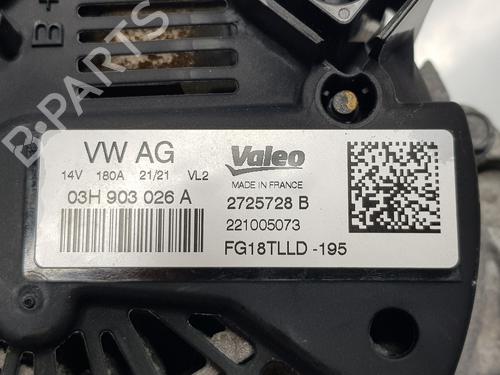 B+
B-PARTS
VW AG
14V 180A 21/21 VL2
03H 903 026 A
Valeo
MADE IN FRANCE
2725728 B
221005073
FG18TLLD -195